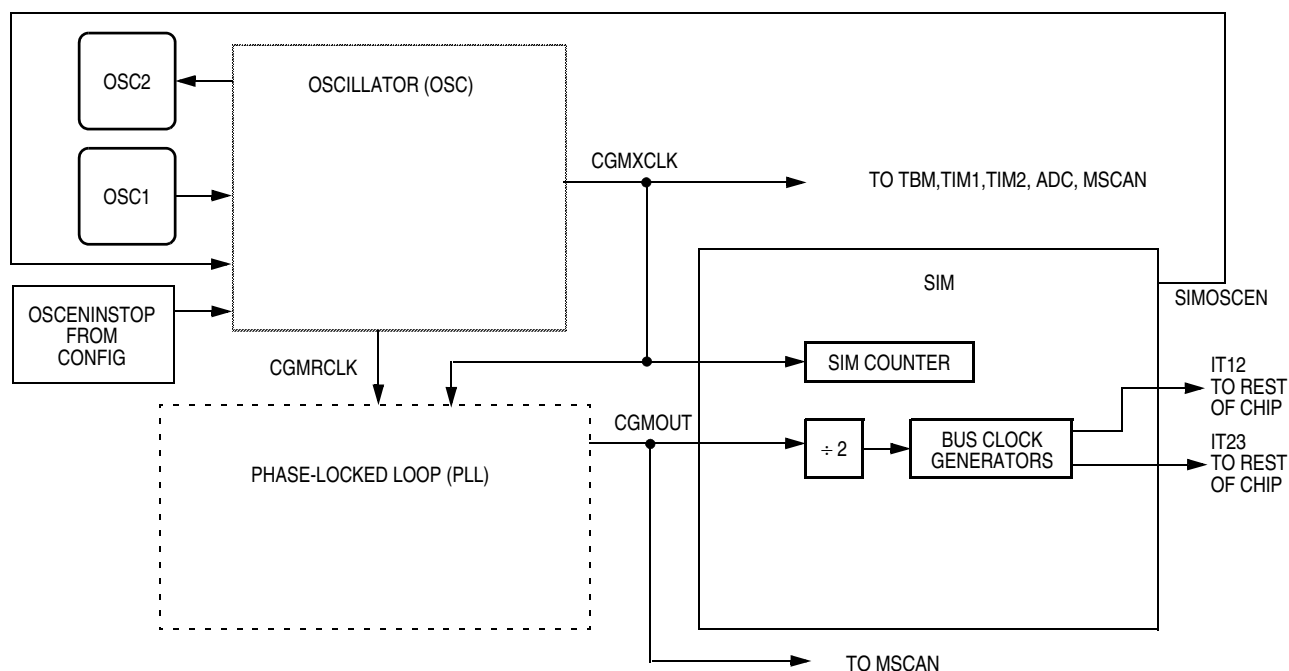 OSC2
OSCILLATOR (OSC)
OSC1
CGMXCLK
TO TBM,TIM1,TIM2, ADC, MSCAN
OSCENINSTOP
FROM
CONFIG
SIM
SIMOSCEN
CGMRCLK
SIM COUNTER
IT12
TO REST
OF CHIP
CGMOUT
÷ 2
BUS CLOCK
GENERATORS
IT23
TO REST
OF CHIP
PHASE-LOCKED LOOP (PLL)
TO MSCAN